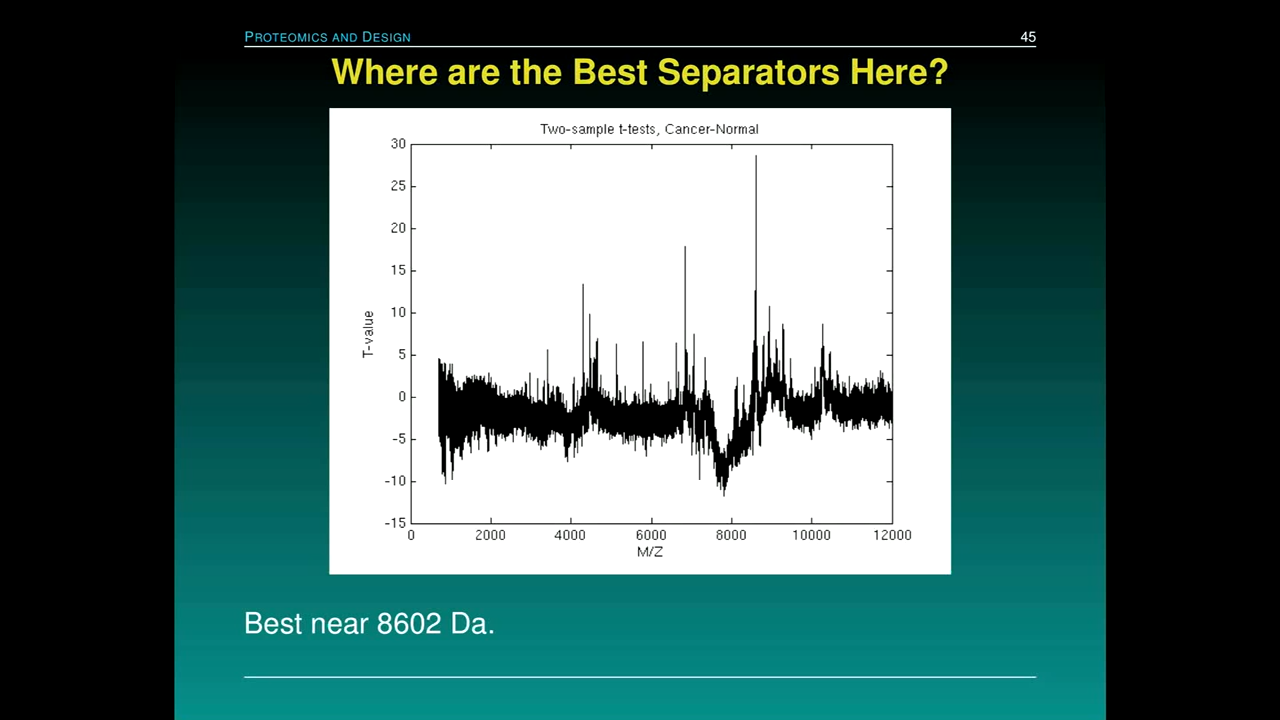 PROTEOMICS AND DESIGN 45
Where are the Best Separators Here?
Two-sample t-tests, Cancer-Normal
30
25
20
15
10
5
0
-5
-10
-15
T-value
0 2000 4000 6000 8000 10000 12000
M/Z
Best near 8602 Da.